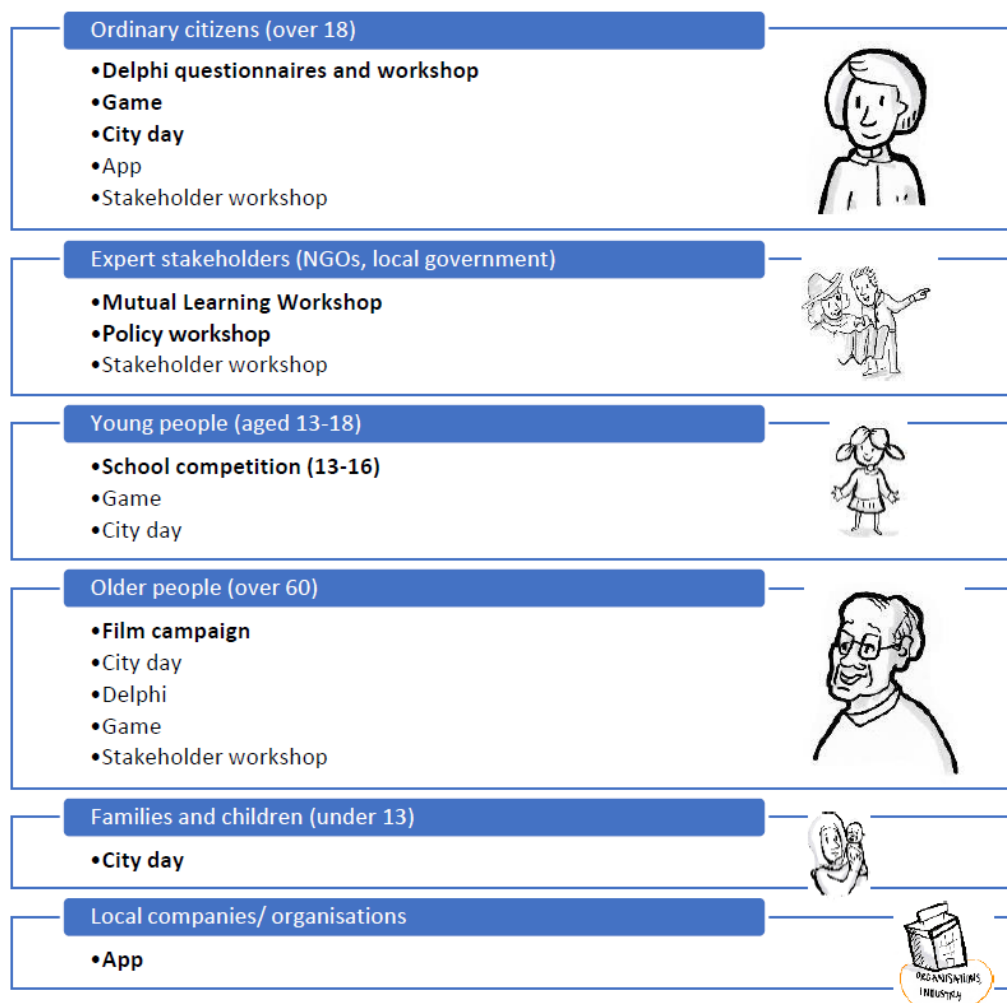 Ordinary citizens (over 18)
•Delphi questionnaires and workshop
•Game
•City day
•App
•Stakeholder workshop
Expert stakeholders (NGOs, local government)
•Mutual Learning Workshop
•Policy workshop
•Stakeholder workshop
Young people (aged 13-18)
•School competition (13-16)
•Game
•City day
Older people (over 60)
•Film campaign
•City day
•Delphi
•Game
•Stakeholder workshop
Families and children (under 13)
•City day
Local companies/ organisations
•App
ORGANISATIONS,
INDUSTRY